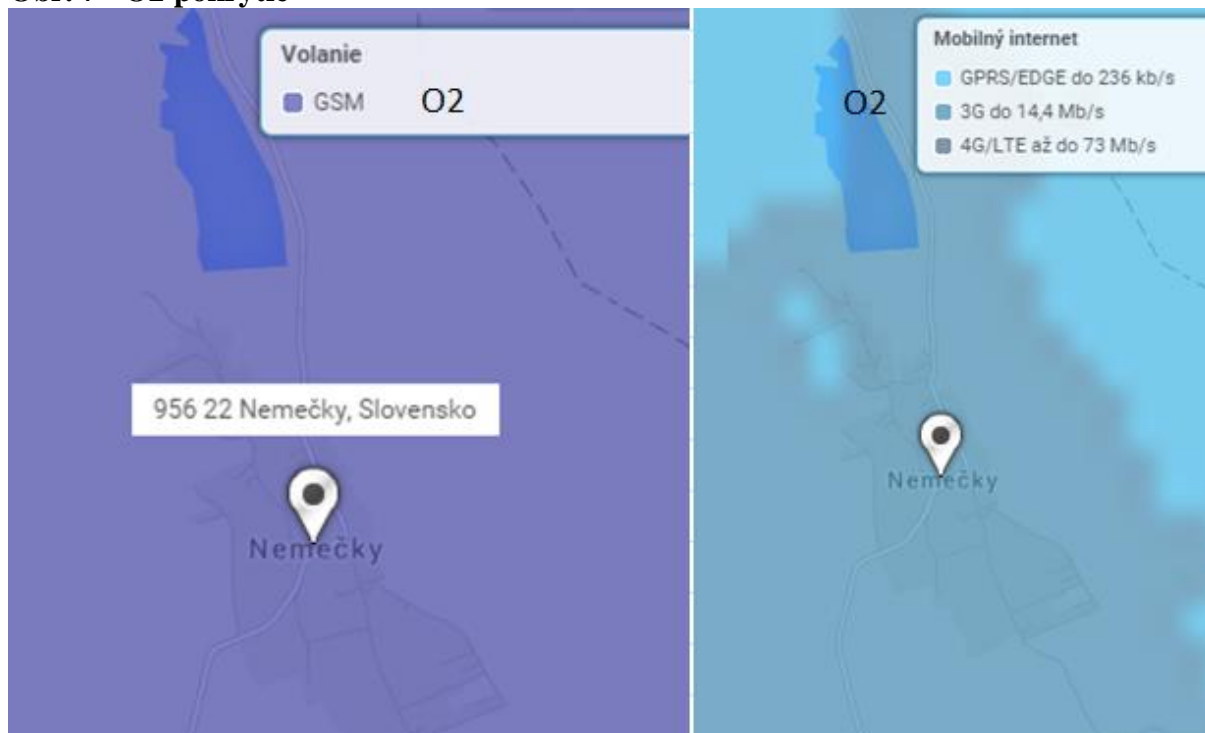 Volanie
GSM O2
956 22 Nemečky, Slovensko
Nemečky
Mobilný internet
O2
GPRS/EDGE do 236 kb/s
3G do 14,4 Mb/s
4G/LTE až do 73 Mb/s
Nemečky